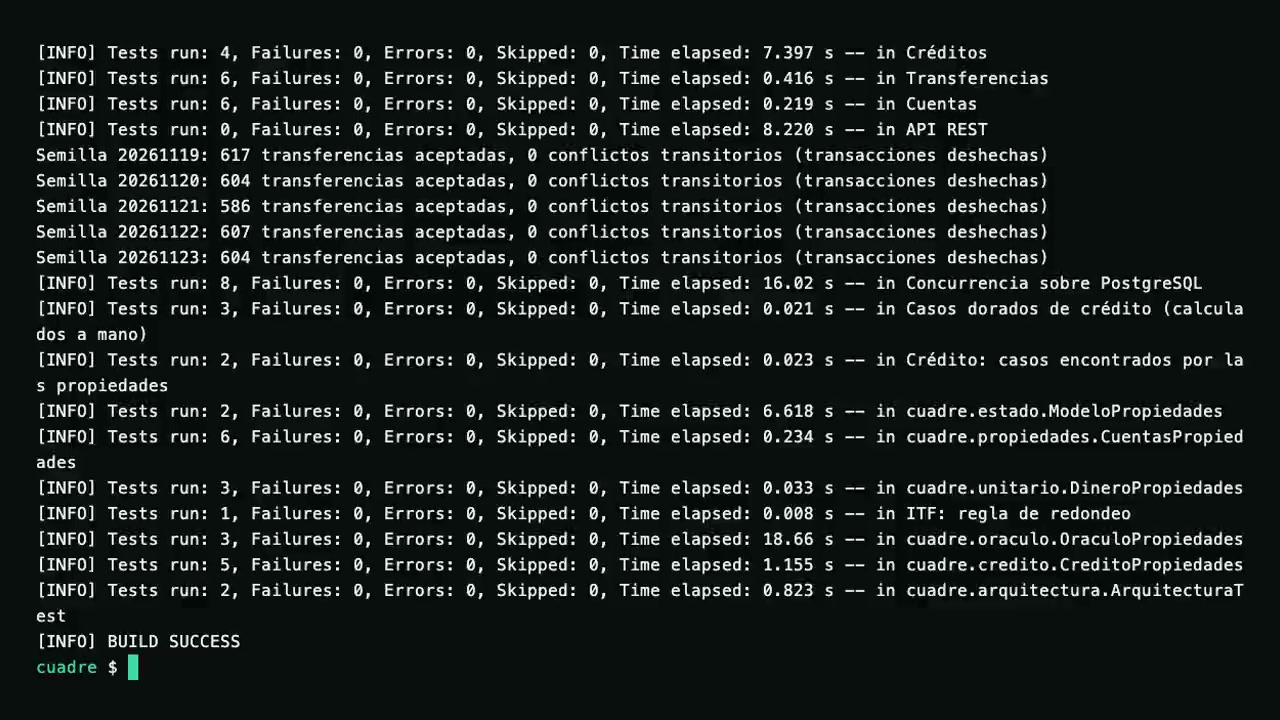 [INFO] Tests run: 4, Failures: 0, Errors: 0, Skipped: 0, Time elapsed: 7.397 s -- in Créditos
[INFO] Tests run: 6, Failures: 0, Errors: 0, Skipped: 0, Time elapsed: 0.416 s -- in Transferencias
[INFO] Tests run: 6, Failures: 0, Errors: 0, Skipped: 0, Time elapsed: 0.219 s -- in Cuentas
[INFO] Tests run: 0, Failures: 0, Errors: 0, Skipped: 0, Time elapsed: 8.220 s -- in API REST
Semilla 20261119: 617 transferencias aceptadas, 0 conflictos transitorios (transacciones deshechas)
Semilla 20261120: 604 transferencias aceptadas, 0 conflictos transitorios (transacciones deshechas)
Semilla 20261121: 586 transferencias aceptadas, 0 conflictos transitorios (transacciones deshechas)
Semilla 20261122: 607 transferencias aceptadas, 0 conflictos transitorios (transacciones deshechas)
Semilla 20261123: 604 transferencias aceptadas, 0 conflictos transitorios (transacciones deshechas)
[INFO] Tests run: 8, Failures: 0, Errors: 0, Skipped: 0, Time elapsed: 16.02 s -- in Concurrencia sobre PostgreSQL
[INFO] Tests run: 3, Failures: 0, Errors: 0, Skipped: 0, Time elapsed: 0.021 s -- in Casos dorados de crédito (calcula
dos a mano)
[INFO] Tests run: 2, Failures: 0, Errors: 0, Skipped: 0, Time elapsed: 0.023 s -- in Crédito: casos encontrados por la
s propiedades
[INFO] Tests run: 2, Failures: 0, Errors: 0, Skipped: 0, Time elapsed: 6.618 s -- in cuadre.estado.ModeloPropiedades
[INFO] Tests run: 6, Failures: 0, Errors: 0, Skipped: 0, Time elapsed: 0.234 s -- in cuadre.propiedades.CuentasPropied
ades
[INFO] Tests run: 3, Failures: 0, Errors: 0, Skipped: 0, Time elapsed: 0.033 s -- in cuadre.unitario.DineroPropiedades
[INFO] Tests run: 1, Failures: 0, Errors: 0, Skipped: 0, Time elapsed: 0.008 s -- in ITF: regla de redondeo
[INFO] Tests run: 3, Failures: 0, Errors: 0, Skipped: 0, Time elapsed: 18.66 s -- in cuadre.oraculo.OraculoPropiedades
[INFO] Tests run: 5, Failures: 0, Errors: 0, Skipped: 0, Time elapsed: 1.155 s -- in cuadre.credito.CreditoPropiedades
[INFO] Tests run: 2, Failures: 0, Errors: 0, Skipped: 0, Time elapsed: 0.823 s -- in cuadre.arquitectura.ArquitecturaT
est
[INFO] BUILD SUCCESS
cuadre $